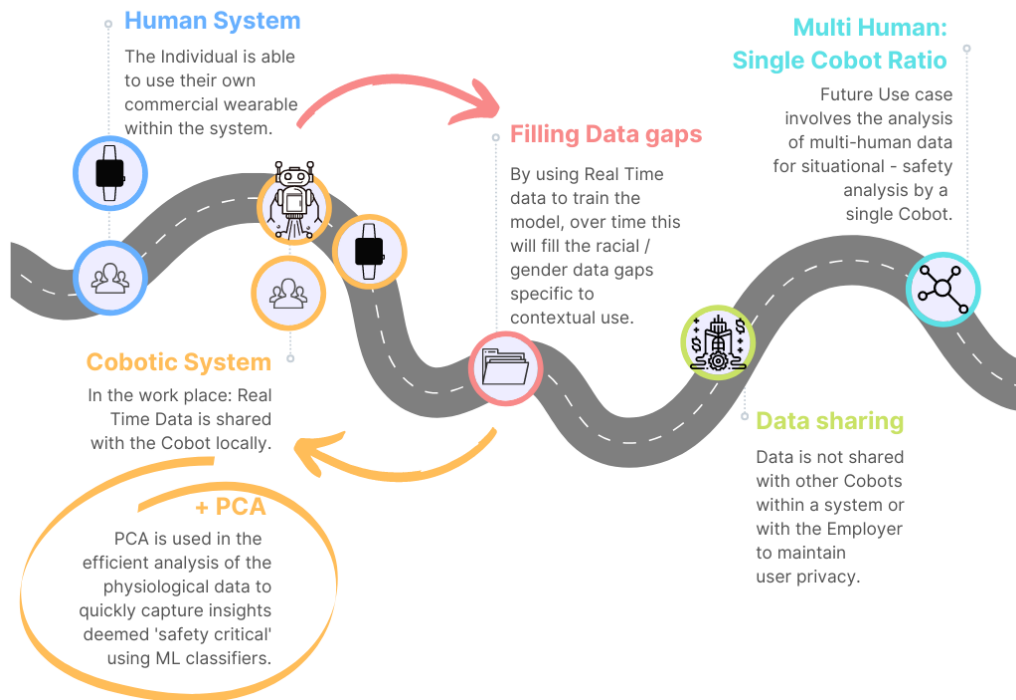 Human System
The Individual is able
to use their own
commercial wearable
within the system.
Multi Human:
Single Cobot Ratio
Future Use case
involves the analysis
of multi-human data
for situational - safety
analysis by a
single Cobot.
Filling Data gaps
By using Real Time
data to train the
model, over time this
will fill the racial /
gender data gaps
specific to
contextual use.
Cobotic System
In the work place: Real
Time Data is shared
with the Cobot locally.
+ PCA
PCA is used in the
efficient analysis of the
physiological data to
quickly capture insights
deemed 'safety critical'
using ML classifiers.
Data sharing
Data is not shared
with other Cobots
within a system or
with the Employer
to maintain
user privacy.